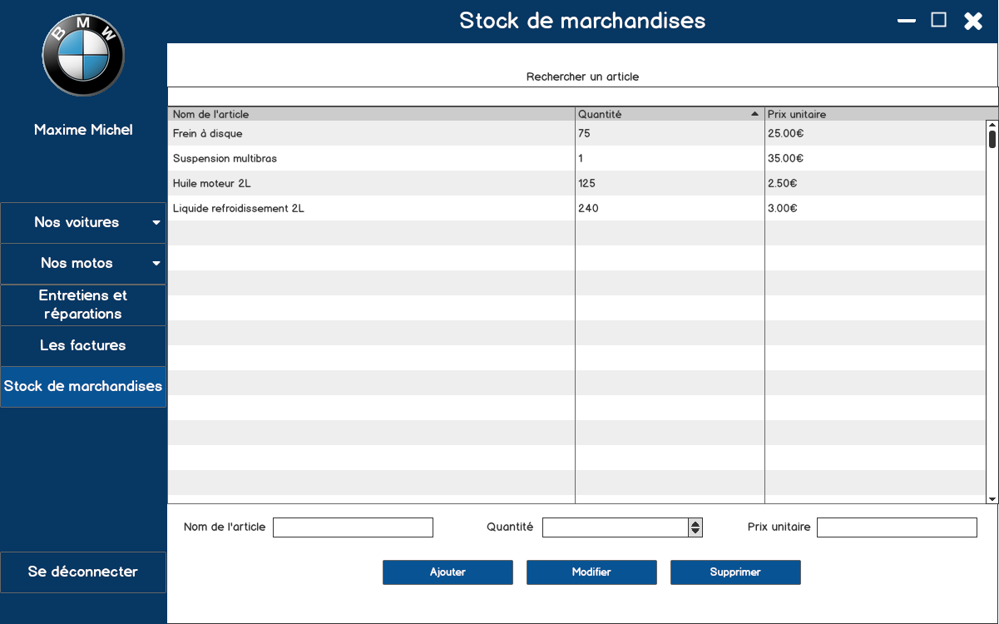 BMW
Stock de marchandises
Maxime Michel
Nos voitures
Nos motos
Entretiens et
réparations
Les factures
Stock de marchandises
Se déconnecter
Rechercher un article
Nom de l'article Quantité Prix unitaire
Frein à disque 75 25.00€
Suspension multibras 1 35.00€
Huile moteur 2L 125 2.50€
Liquide refroidissement 2L 240 3.00€
Nom de l'article Quantité Prix unitaire
Ajouter Modifier Supprimer